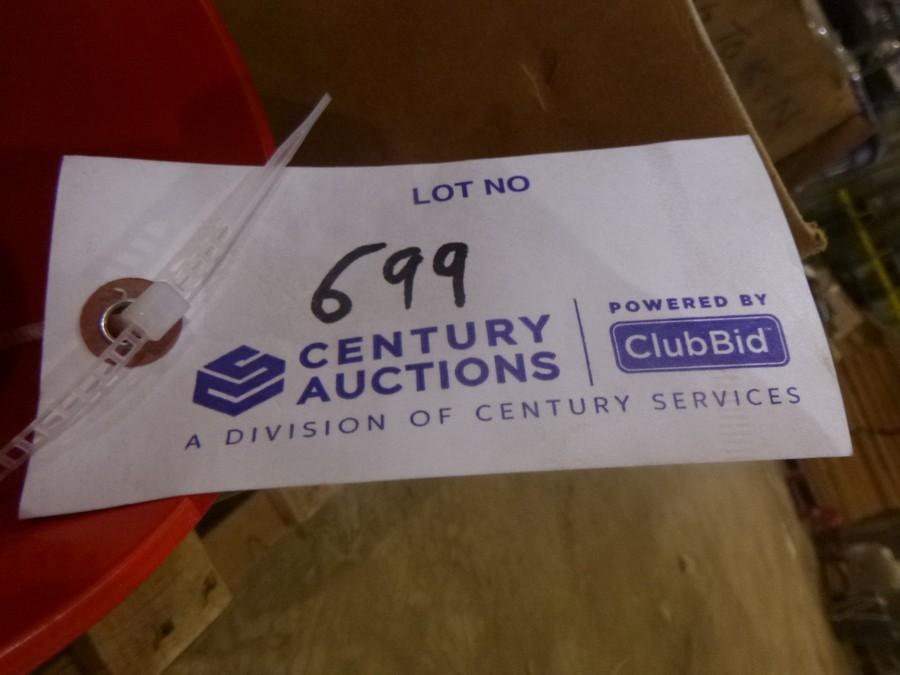 LOT NO
699
CENTURY
AUCTIONS
A DIVISION OF CENTURY SERVICES
POWERED BY
ClubBid